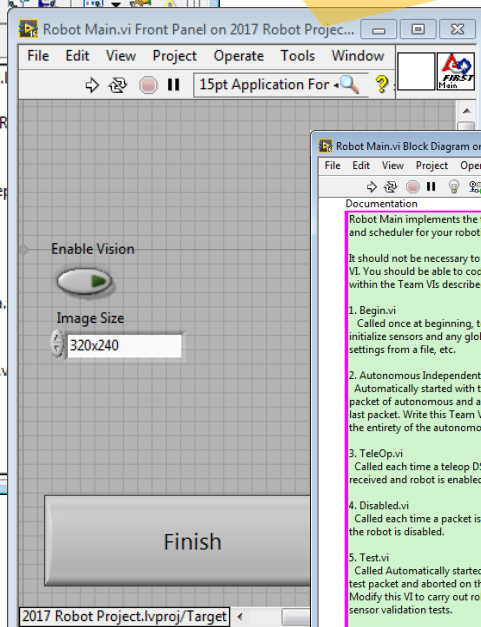 Robot Main.vi Front Panel on 2017 Robot Projec...
File Edit View Project Operate Tools Window
15pt Application For
FIRST
Main
Enable Vision
Image Size
320x240
Finish
2017 Robot Project.lvproj/Target
Robot Main.vi Block Diagram on
File Edit View Project Oper
Documentation
Robot Main implements the
and scheduler for your robot
It should not be necessary to
VI. You should be able to cod
within the Team VIs describe
1. Begin.vi
Called once at beginning, t
initialize sensors and any glob
settings from a file, etc.
2. Autonomous Independent
Automatically started with t
packet of autonomous and a
last packet. Write this Team V
the entirety of the autonomo
3. TeleOp.vi
Called each time a teleop DS
received and robot is enabled
4. Disabled.vi
Called each time a packet is
the robot is disabled.
5. Test.vi
Called Automatically started
test packet and aborted on th
Modify this VI to carry out ro
sensor validation tests.